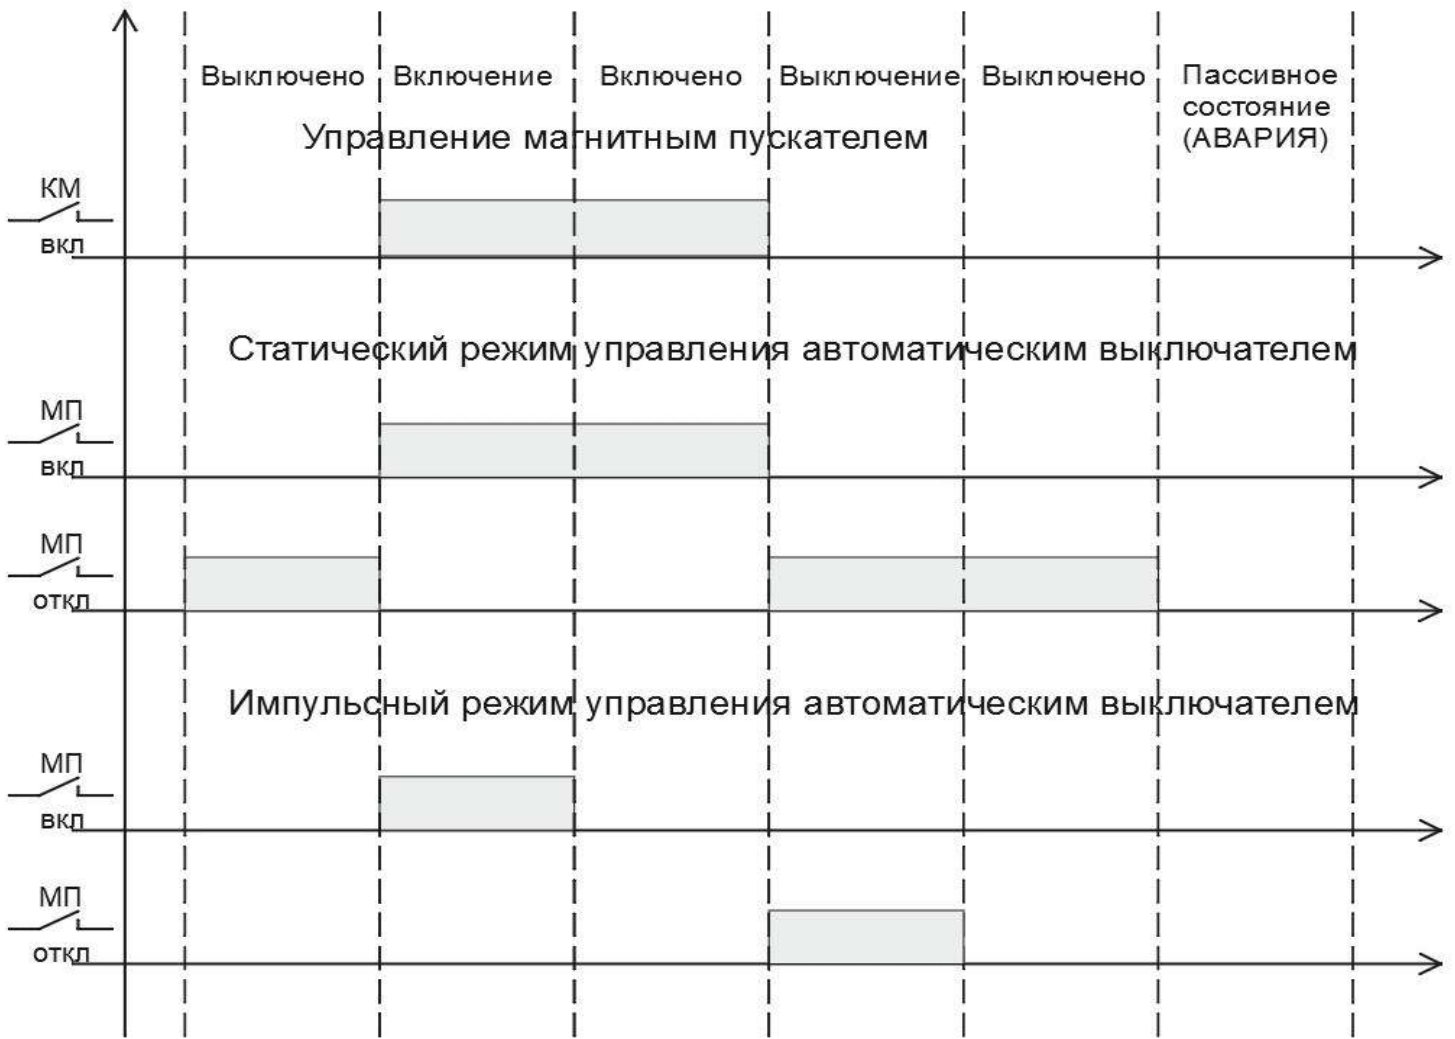 Выключено Включение Включено Выключение Выключено Пассивное
состояние
(АВАРИЯ)
Управление магнитным пускателем
КМ
вкл
Статический режим управления автоматическим выключателем
МП
вкл
МП
откл
Импульсный режим управления автоматическим выключателем
МП
вкл
МП
откл